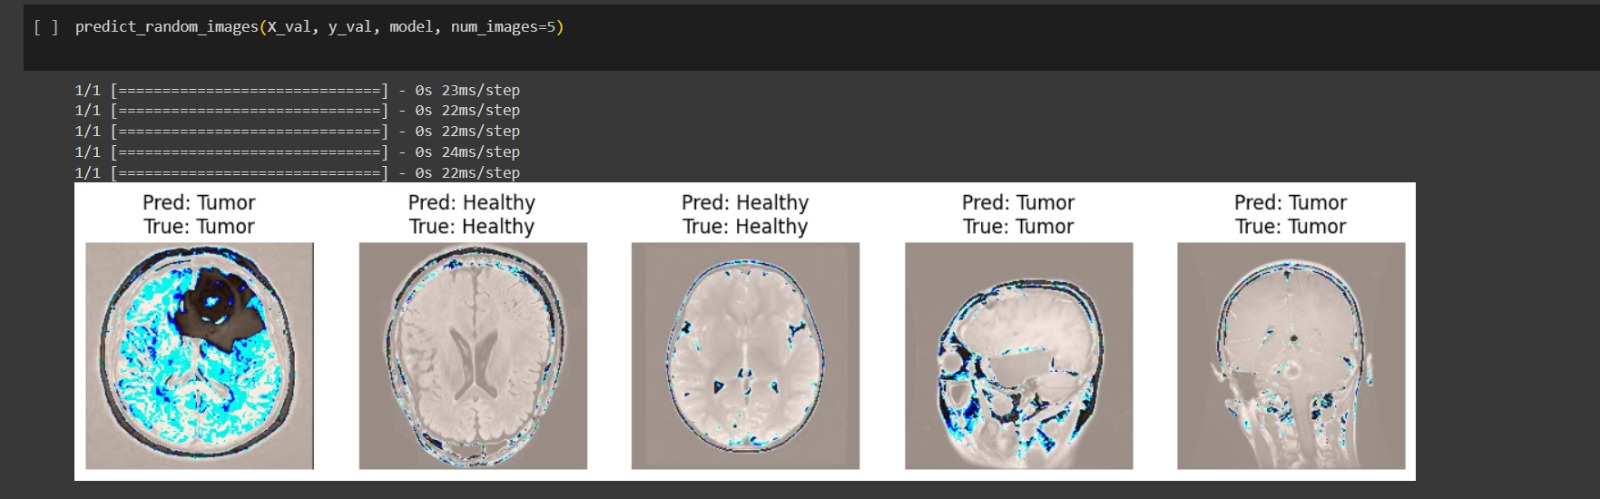 [ ] predict_random_images(X_val, y_val, model, num_images=5)
1/1 [==============================] - 0s 23ms/step
1/1 [==============================] - 0s 22ms/step
1/1 [==============================] - 0s 22ms/step
1/1 [==============================] - 0s 24ms/step
1/1 [==============================] - 0s 22ms/step
Pred: Tumor
True: Tumor
Pred: Healthy
True: Healthy
Pred: Healthy
True: Healthy
Pred: Tumor
True: Tumor
Pred: Tumor
True: Tumor